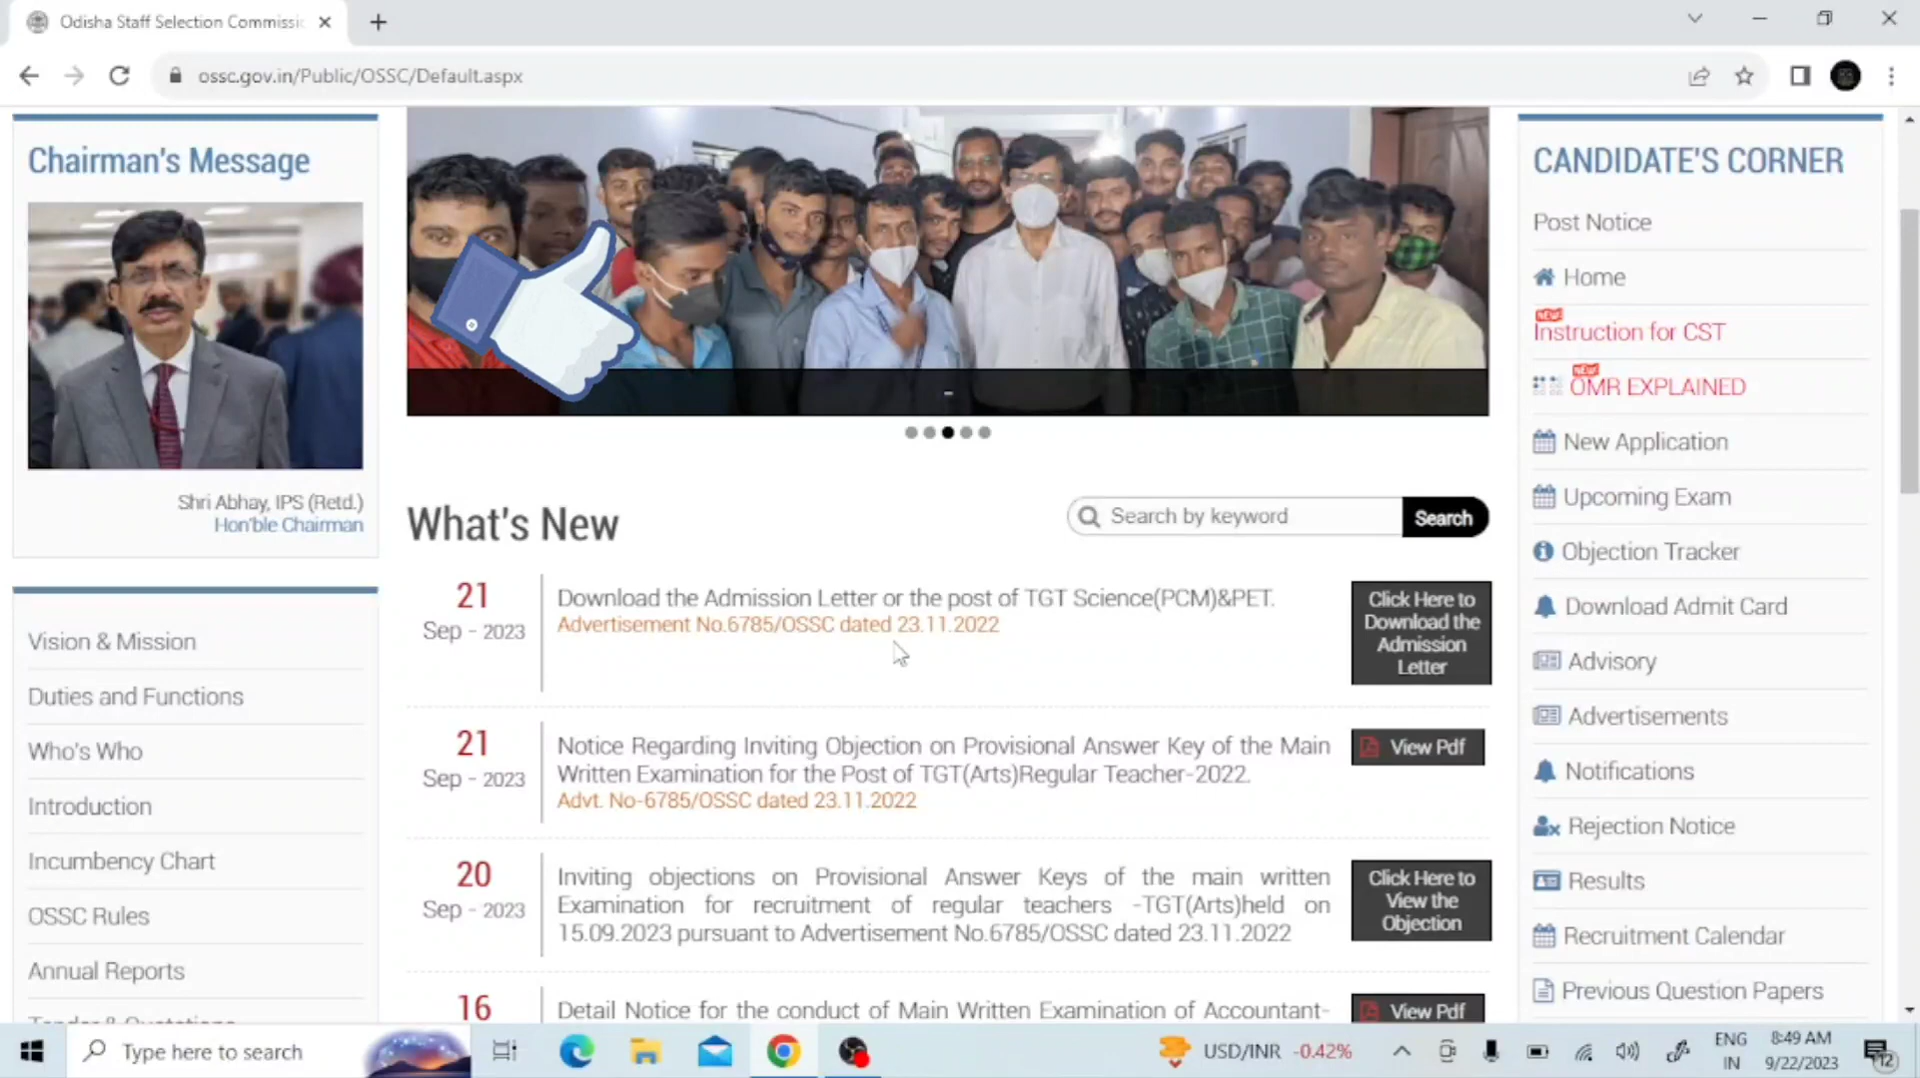 Odisha Staff Selection Commissi
ossc.gov.in/Public/OSSC/Default.aspx
Chairman's Message
Shri Abhay, IPS (Retd.)
Hon'ble Chairman
Vision & Mission
Duties and Functions
Who's Who
Introduction
Incumbency Chart
OSSC Rules
Annual Reports
What's New
Search by keyword
Search
21
Sep - 2023
Download the Admission Letter or the post of TGT Science(PCM)&PET.
Advertisement No.6785/OSSC dated 23.11.2022
Click Here to
Download the
Admission
Letter
21
Sep - 2023
Notice Regarding Inviting Objection on Provisional Answer Key of the Main
Written Examination for the Post of TGT(Arts)Regular Teacher-2022.
Advt. No-6785/OSSC dated 23.11.2022
View Pdf
20
Sep - 2023
Inviting objections on Provisional Answer Keys of the main written
Examination for recruitment of regular teachers -TGT(Arts)held on
15.09.2023 pursuant to Advertisement No.6785/OSSC dated 23.11.2022
Click Here to
View the
Objection
16
Detail Notice for the conduct of Main Written Examination of Accountant-
View Pdf
CANDIDATE'S CORNER
Post Notice
Home
NEW!
Instruction for CST
NEW!
OMR EXPLAINED
New Application
Upcoming Exam
Objection Tracker
Download Admit Card
Advisory
Advertisements
Notifications
Rejection Notice
Results
Recruitment Calendar
Previous Question Papers
Type here to search
USD/INR -0.42%
ENG
IN
8:49 AM
9/22/2023
12